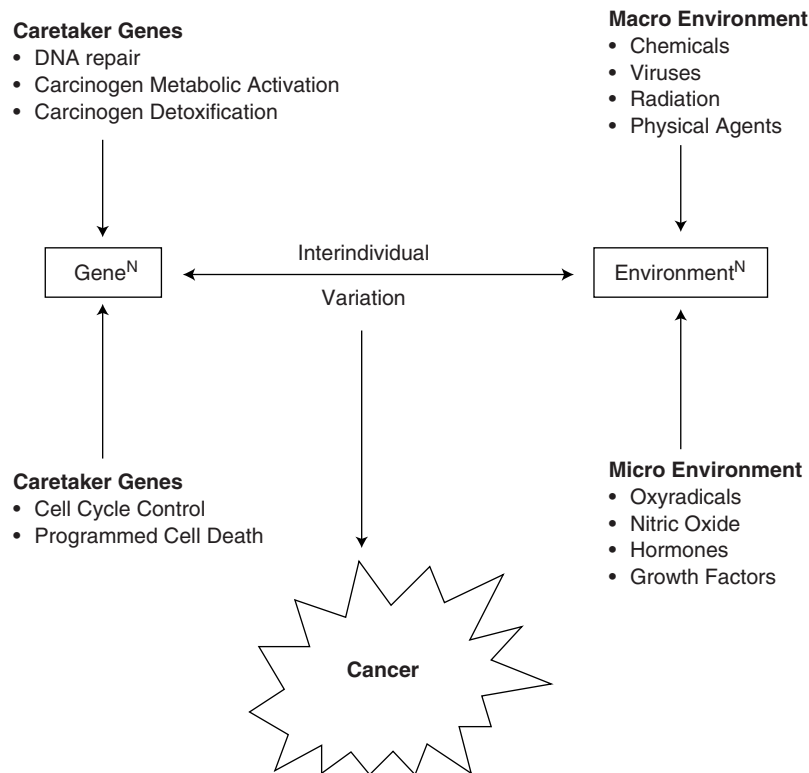 Caretaker Genes
• DNA repair
• Carcinogen Metabolic Activation
• Carcinogen Detoxification
Macro Environment
• Chemicals
• Viruses
• Radiation
• Physical Agents
Gene^N
Interindividual
Variation
Environment^N
Caretaker Genes
• Cell Cycle Control
• Programmed Cell Death
Micro Environment
• Oxyradicals
• Nitric Oxide
• Hormones
• Growth Factors
Cancer